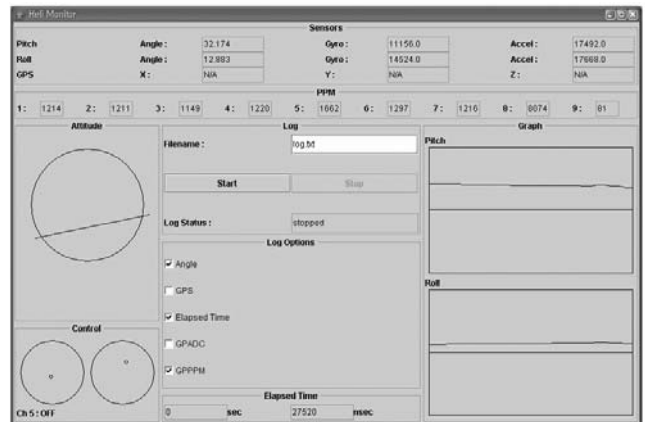 Heli Monitor
Sensors
Pitch Angle : 32.174 Gyro : 11156.0 Accel : 17492.0
Roll Angle : 12.883 Gyro : 14524.0 Accel : 17668.0
GPS X : N/A Y : N/A Z : N/A
PPM
1 : 1214 2 : 1211 3 : 1149 4 : 1220 5 : 1662 6 : 1297 7 : 1216 8 : 8074 9 : 81
Attitude
Log
Filename : log.txt
Start Stop
Log Status : stopped
Log Options
Angle
GPS
Elapsed Time
GPADC
GPPPM
Elapsed Time
0 sec 27520 msec
Control
Ch 5 : OFF
Graph
Pitch
Roll